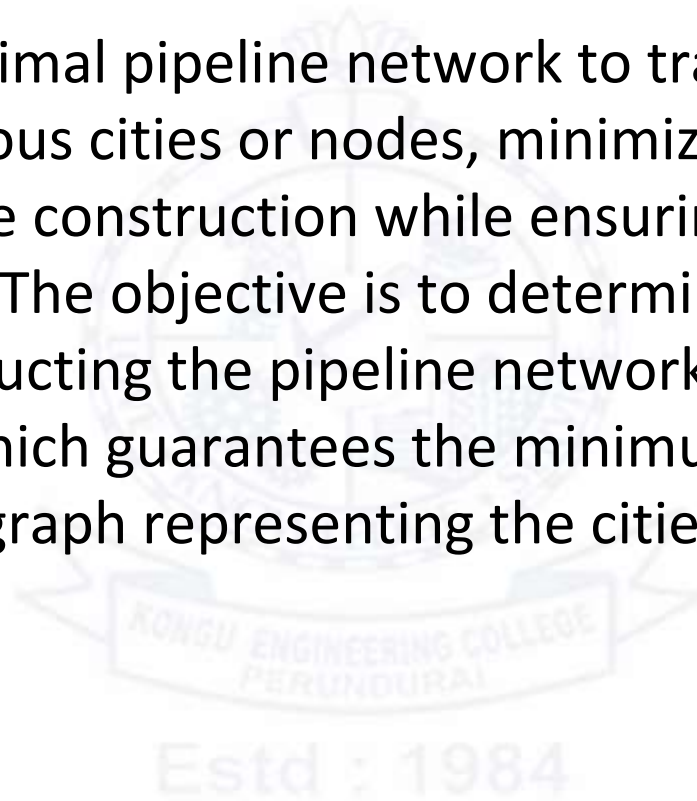 imal pipeline network to tra
ous cities or nodes, minimiz
e construction while ensurin
The objective is to determi
ucting the pipeline network
hich guarantees the minimu
graph representing the citie
KONGU ENGINEERING COLLEGE
PERUNDURAI
Estd : 1984